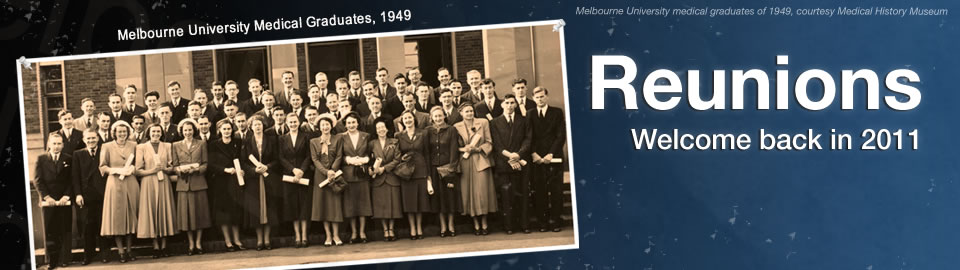 Melbourne University Medical Graduates, 1949
Melbourne University medical graduates of 1949, courtesy Medical History Museum
Reunions
Welcome back in 2011